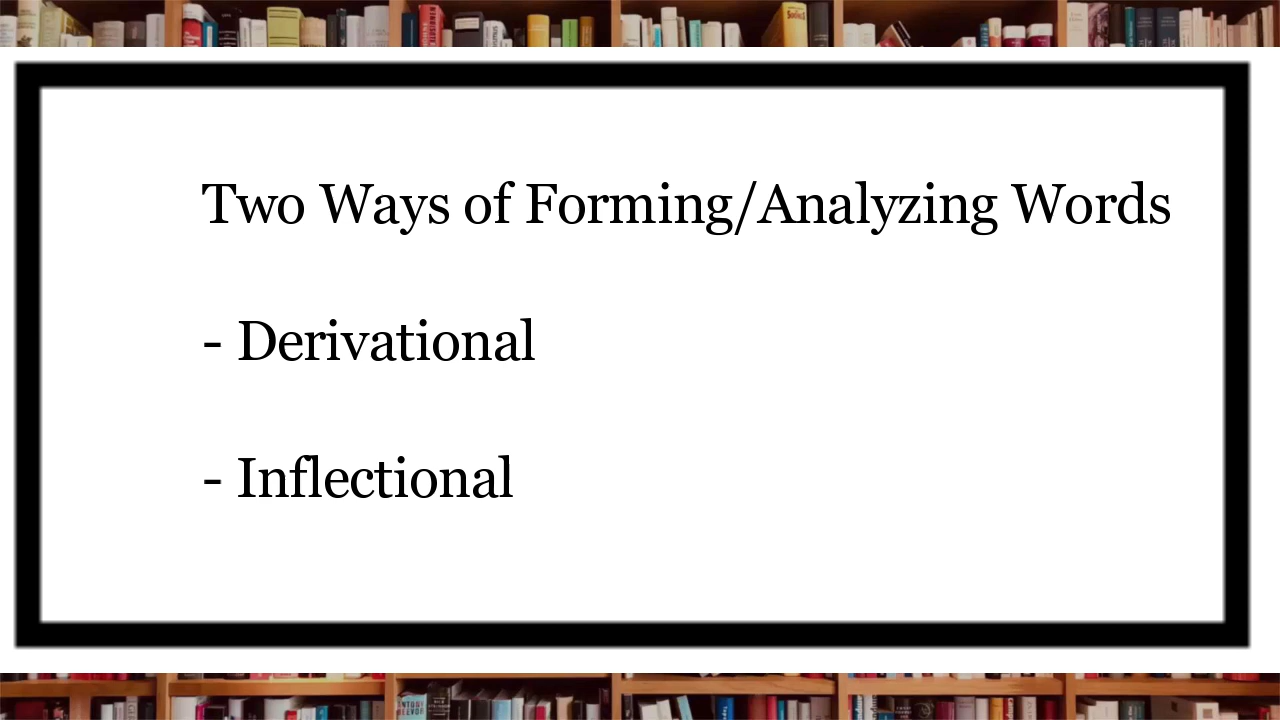 Two Ways of Forming/Analyzing Words
- Derivational
- Inflectional